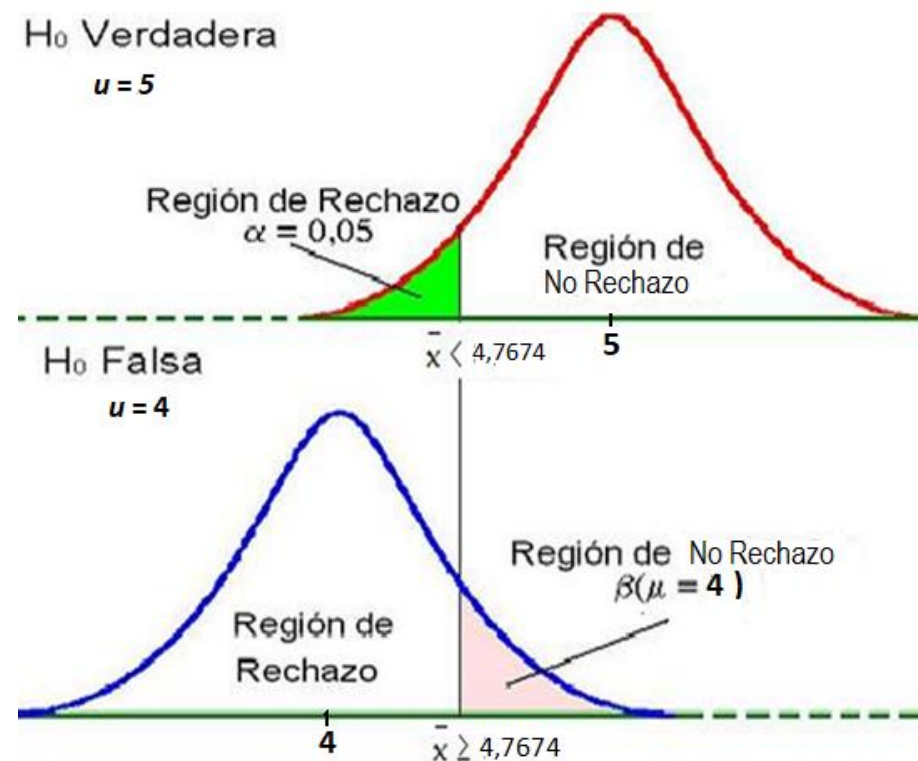 H₀ Verdadera
u = 5
Región de Rechazo
α = 0,05
Región de
No Rechazo
x̄ < 4,7674
5
H₀ Falsa
u = 4
Región de No Rechazo
β(μ = 4 )
Región de
Rechazo
4
x̄ ≥ 4,7674